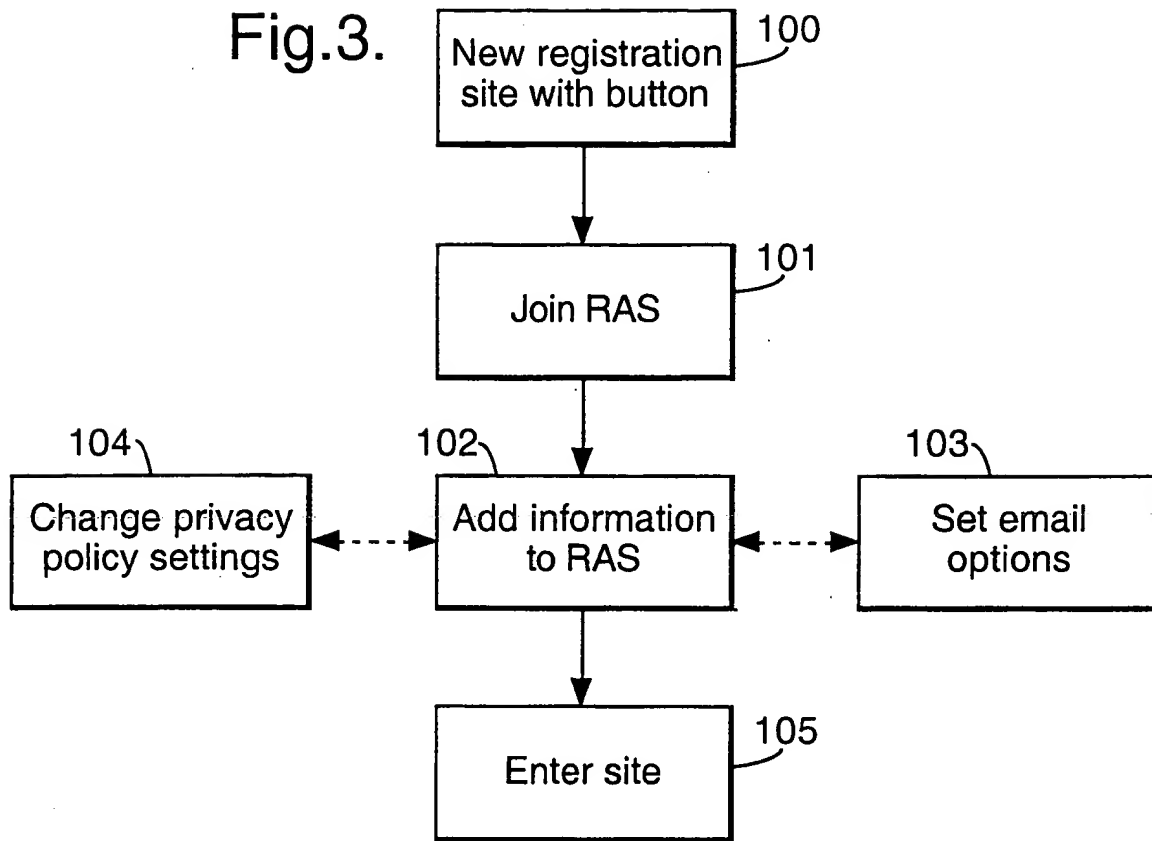 Fig.3.
100
New registration
site with button
101
Join RAS
104
102
103
Change privacy
policy settings
Add information
to RAS
Set email
options
105
Enter site